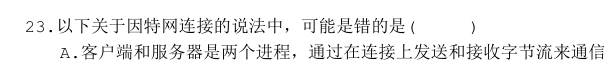 23.以下关于因特网连接的说法中，可能是错的是(      )
A.客户端和服务器是两个进程，通过在连接上发送和接收字节流来通信